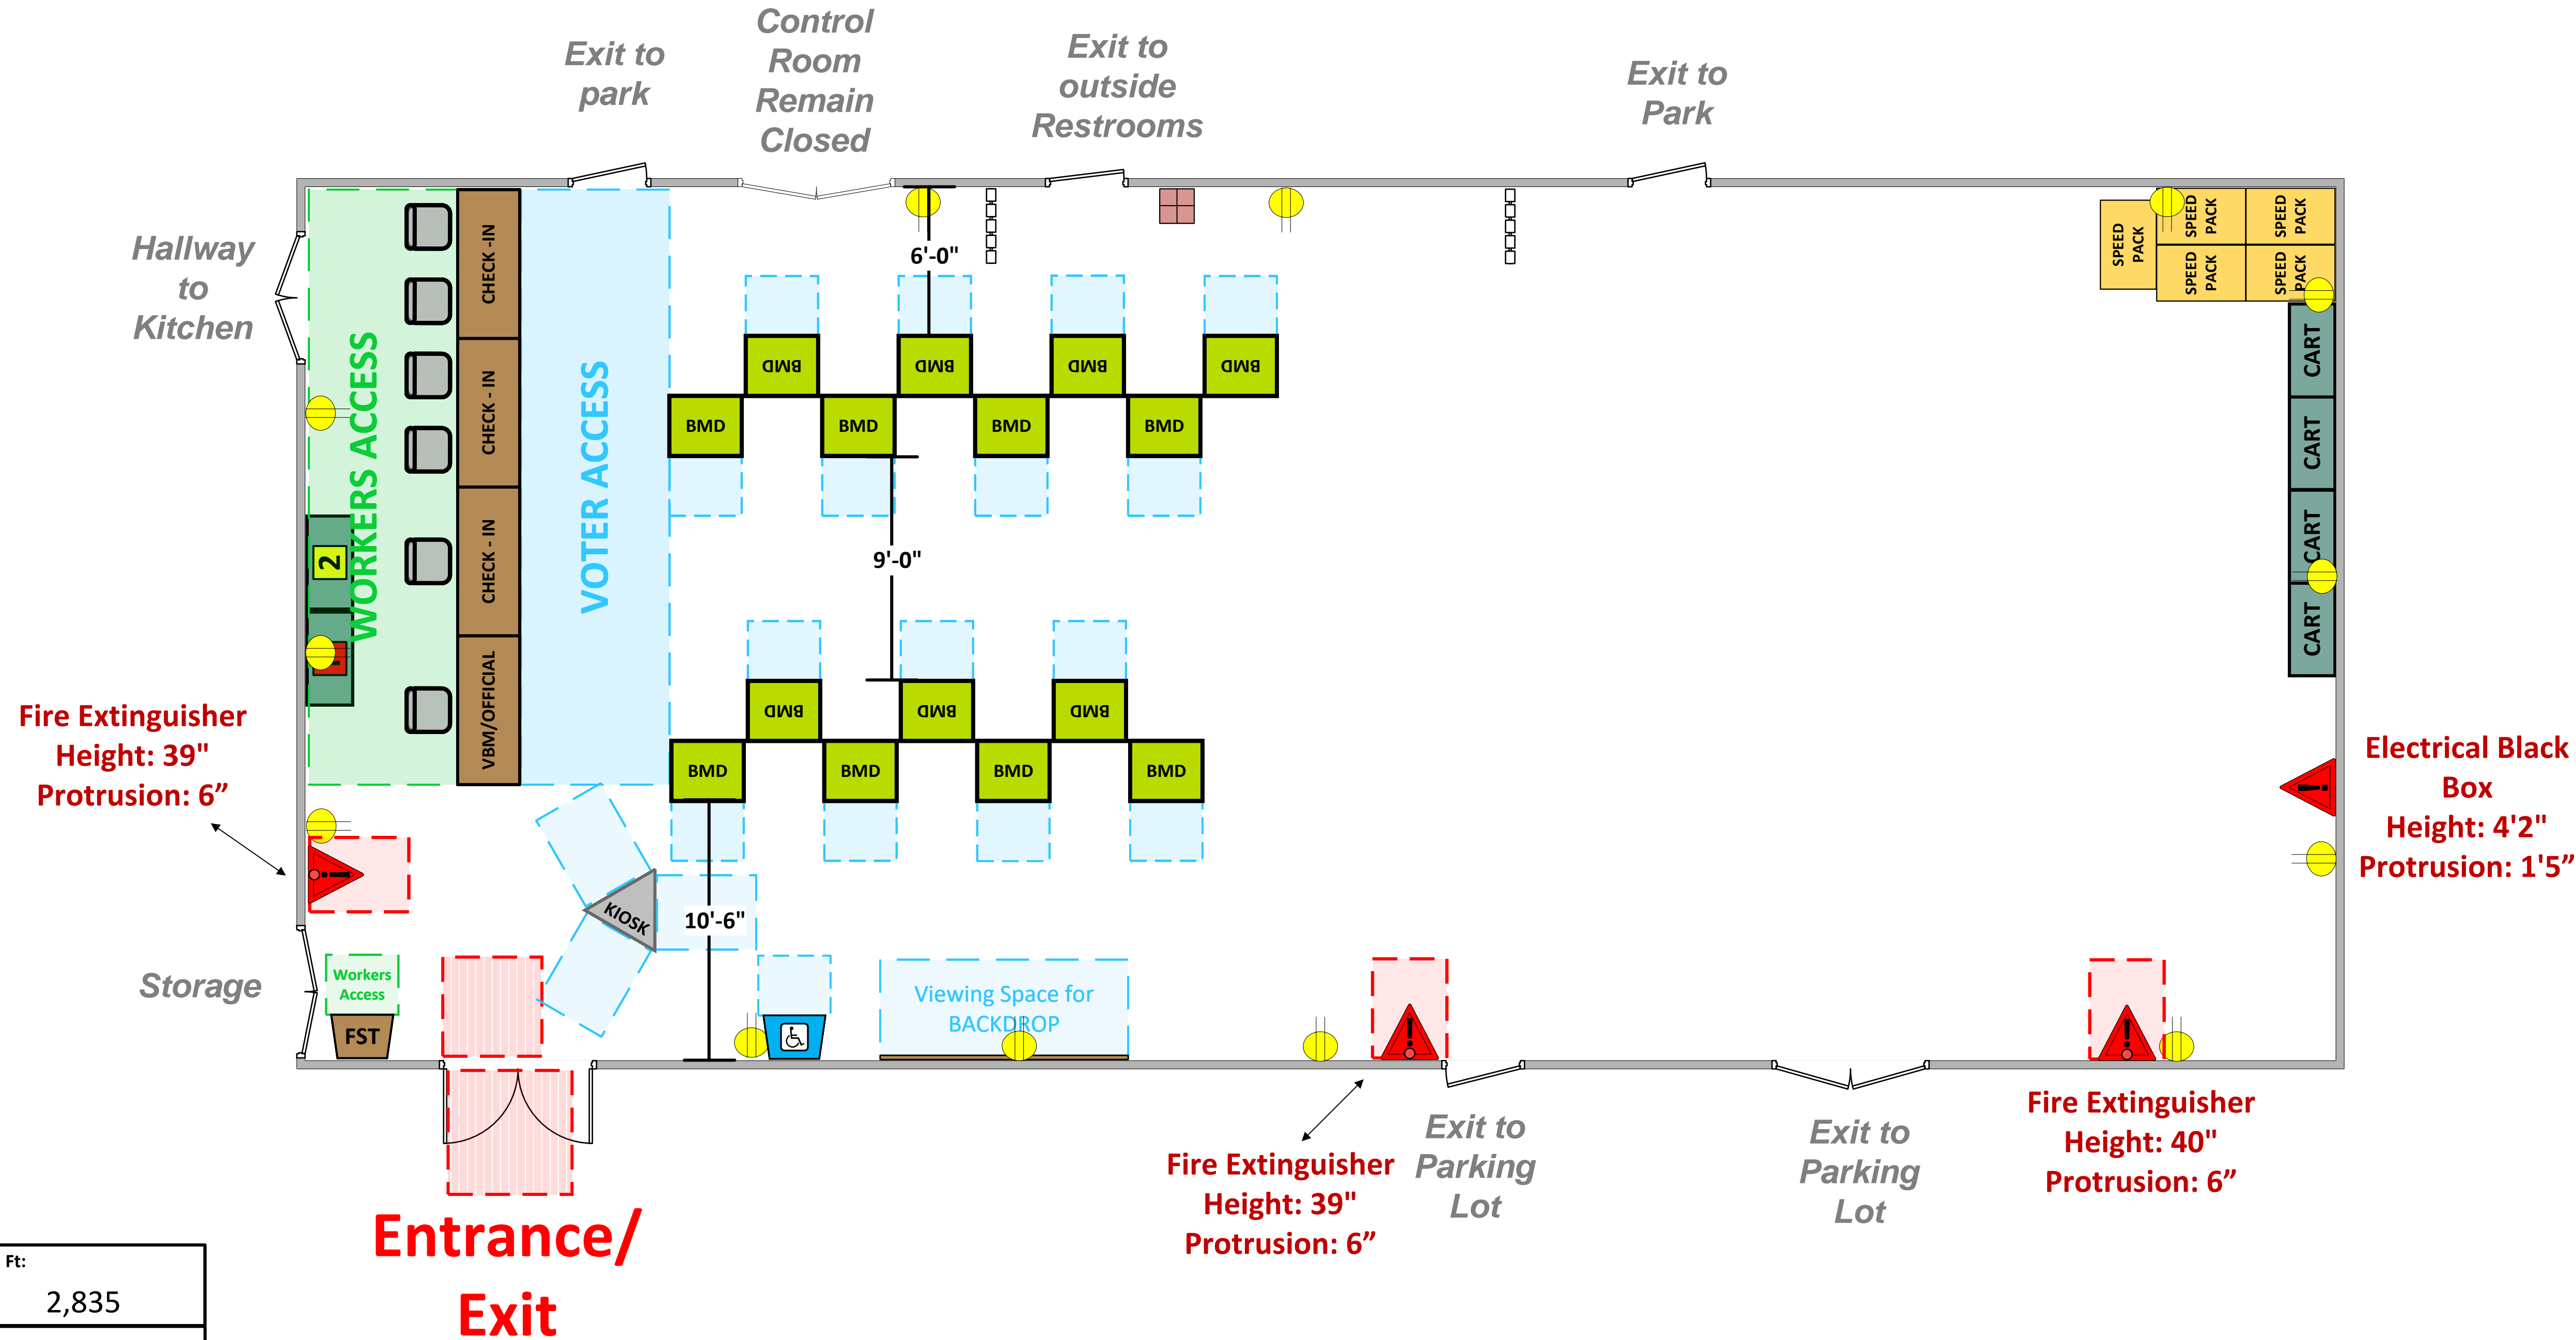 Control
Room
Remain
Closed
Exit to
park
Exit to
outside
Restrooms
Exit to
Park
Hallway
to
Kitchen
WORKERS ACCESS
CHECK -IN
CHECK - IN
CHECK - IN
VBM/OFFICIAL
VOTER ACCESS
2
6'-0"
BMD
BMD
BMD
BMD
BMD
BMD
BMD
BMD
9'-0"
BMD
BMD
BMD
BMD
BMD
BMD
BMD
10'-6"
SPEED
PACK
SPEED
PACK
SPEED
PACK
SPEED
PACK
SPEED
PACK
CART
CART
CART
CART
Fire Extinguisher
Height: 39"
Protrusion: 6”
Electrical Black
Box
Height: 4'2"
Protrusion: 1'5”
KIOSK
Storage
Workers
Access
FST
Viewing Space for
BACKDROP
Entrance/
Exit
Fire Extinguisher
Height: 39"
Protrusion: 6”
Exit to
Parking
Lot
Exit to
Parking
Lot
Fire Extinguisher
Height: 40"
Protrusion: 6”
Ft:
2,835